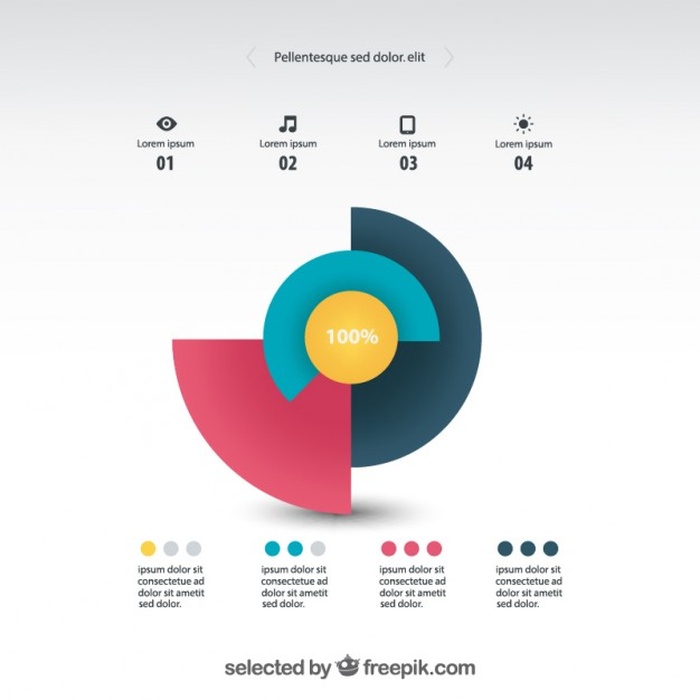 Pellentesque sed dolor. elit
Lorem ipsum
01
Lorem ipsum
02
Lorem ipsum
03
Lorem ipsum
04
100%
ipsum dolor sit
consectetue ad
dolor sit ametit
sed dolor.
ipsum dolor sit
consectetue ad
dolor sit ametit
sed dolor.
ipsum dolor sit
consectetue ad
dolor sit ametit
sed dolor.
ipsum dolor sit
consectetue ad
dolor sit ametit
sed dolor.
selected by freepik.com